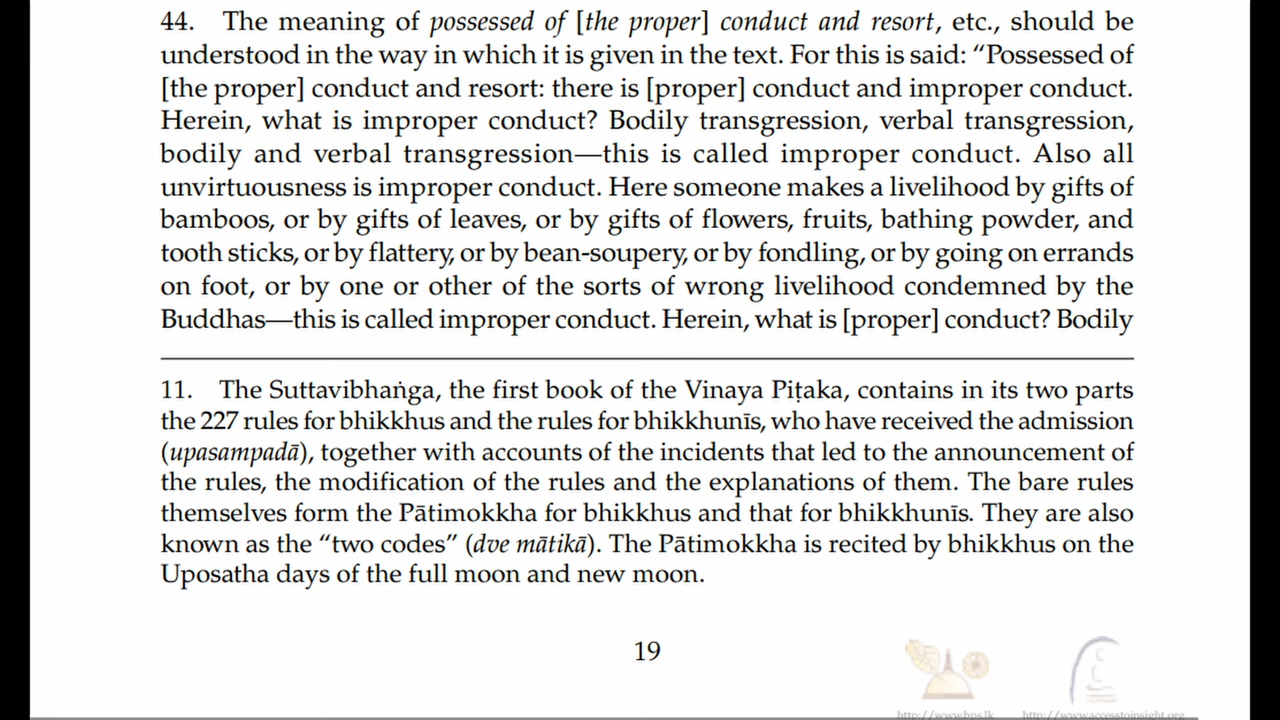 44. The meaning of possessed of [the proper] conduct and resort, etc., should be
understood in the way in which it is given in the text. For this is said: “Possessed of
[the proper] conduct and resort: there is [proper] conduct and improper conduct.
Herein, what is improper conduct? Bodily transgression, verbal transgression,
bodily and verbal transgression—this is called improper conduct. Also all
unvirtuousness is improper conduct. Here someone makes a livelihood by gifts of
bamboos, or by gifts of leaves, or by gifts of flowers, fruits, bathing powder, and
tooth sticks, or by flattery, or by bean-soupery, or by fondling, or by going on errands
on foot, or by one or other of the sorts of wrong livelihood condemned by the
Buddhas—this is called improper conduct. Herein, what is [proper] conduct? Bodily
11. The Suttavibhaṅga, the first book of the Vinaya Piṭaka, contains in its two parts
the 227 rules for bhikkhus and the rules for bhikkhunīs, who have received the admission
(upasampadā), together with accounts of the incidents that led to the announcement of
the rules, the modification of the rules and the explanations of them. The bare rules
themselves form the Pātimokkha for bhikkhus and that for bhikkhunīs. They are also
known as the “two codes” (dve mātikā). The Pātimokkha is recited by bhikkhus on the
Uposatha days of the full moon and new moon.
19
http://www.bps.lk http://www.accesstoinsight.org